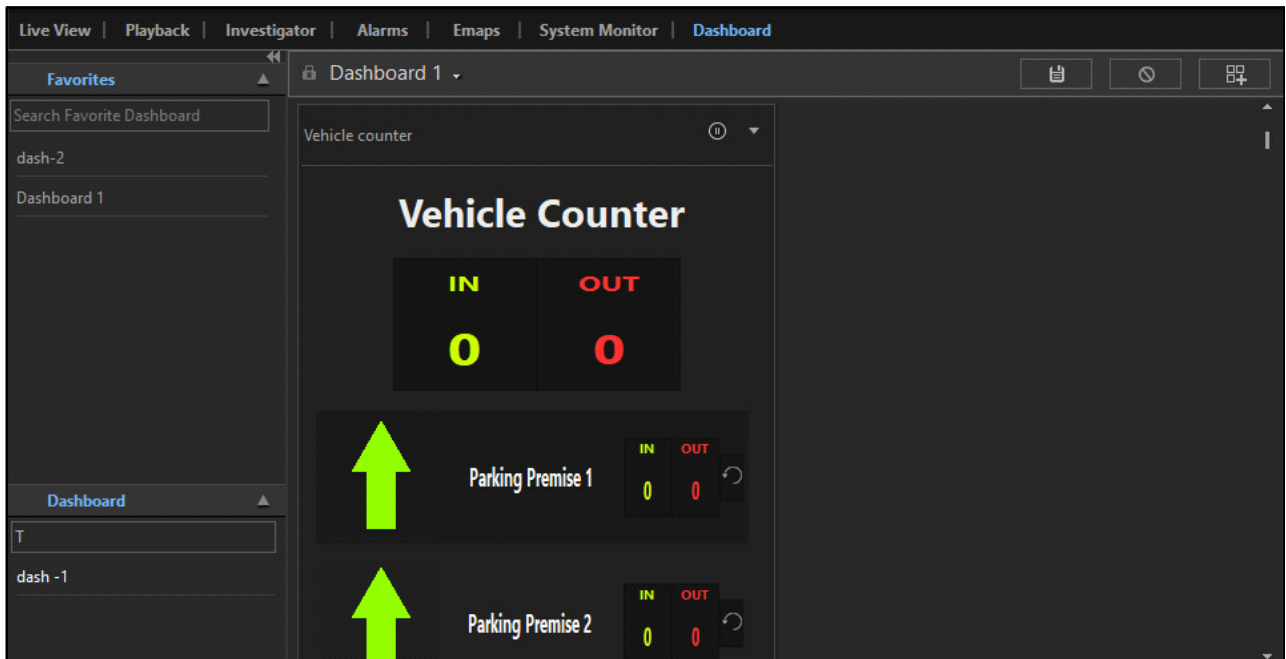 Live View | Playback | Investigator | Alarms | Emaps | System Monitor | Dashboard
Favorites
Search Favorite Dashboard
dash-2
Dashboard 1
Dashboard
T
dash -1
Dashboard 1
Vehicle counter
Vehicle Counter
IN OUT
0 0
Parking Premise 1
IN OUT
0 0
Parking Premise 2
IN OUT
0 0